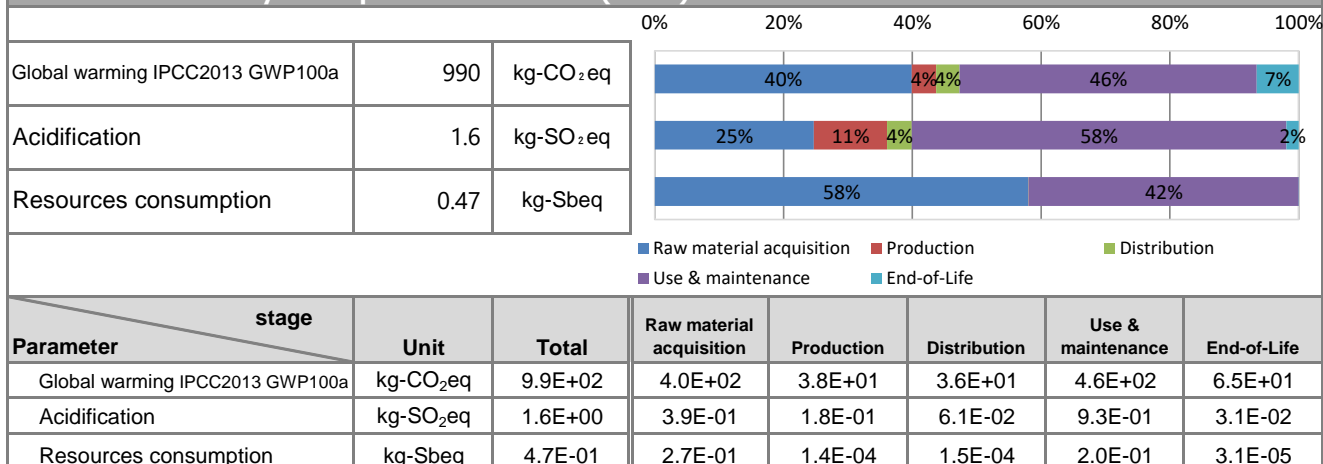 0% 20% 40% 60% 80% 100%
Global warming IPCC2013 GWP100a 990 kg-CO₂eq 40% 4% 4% 46% 7%
Acidification 1.6 kg-SO₂eq 25% 11% 4% 58% 2%
Resources consumption 0.47 kg-Sbeq 58% 42%
Raw material acquisition Production Distribution
Use & maintenance End-of-Life
stage
Parameter Unit Total Raw material acquisition Production Distribution Use & maintenance End-of-Life
Global warming IPCC2013 GWP100a kg-CO₂eq 9.9E+02 4.0E+02 3.8E+01 3.6E+01 4.6E+02 6.5E+01
Acidification kg-SO₂eq 1.6E+00 3.9E-01 1.8E-01 6.1E-02 9.3E-01 3.1E-02
Resources consumption kg-Sbeq 4.7E-01 2.7E-01 1.4E-04 1.5E-04 2.0E-01 3.1E-05